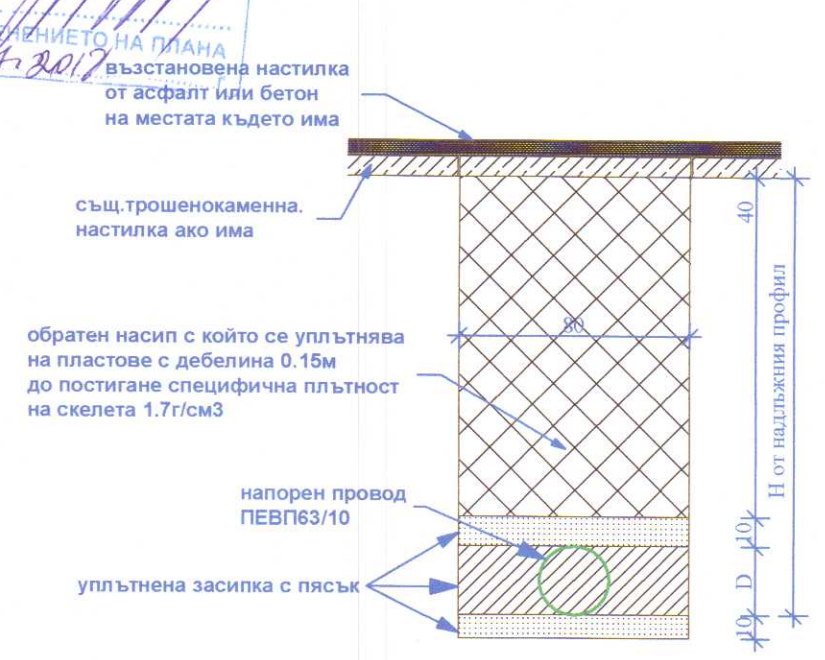 НЕНИЕТО НА ПЛАНА
2017 г
възстановена настилка
от асфалт или бетон
на местата където има
същ.трошенокаменна.
настилка ако има
обратен насип с който се уплътнява
на пластове с дебелина 0.15м
до постигане специфична плътност
на скелета 1.7г/см3
напорен провод
ПЕВП63/10
уплътнена засипка с пясък
80
40
Н от надлъжния профил
10
D
10